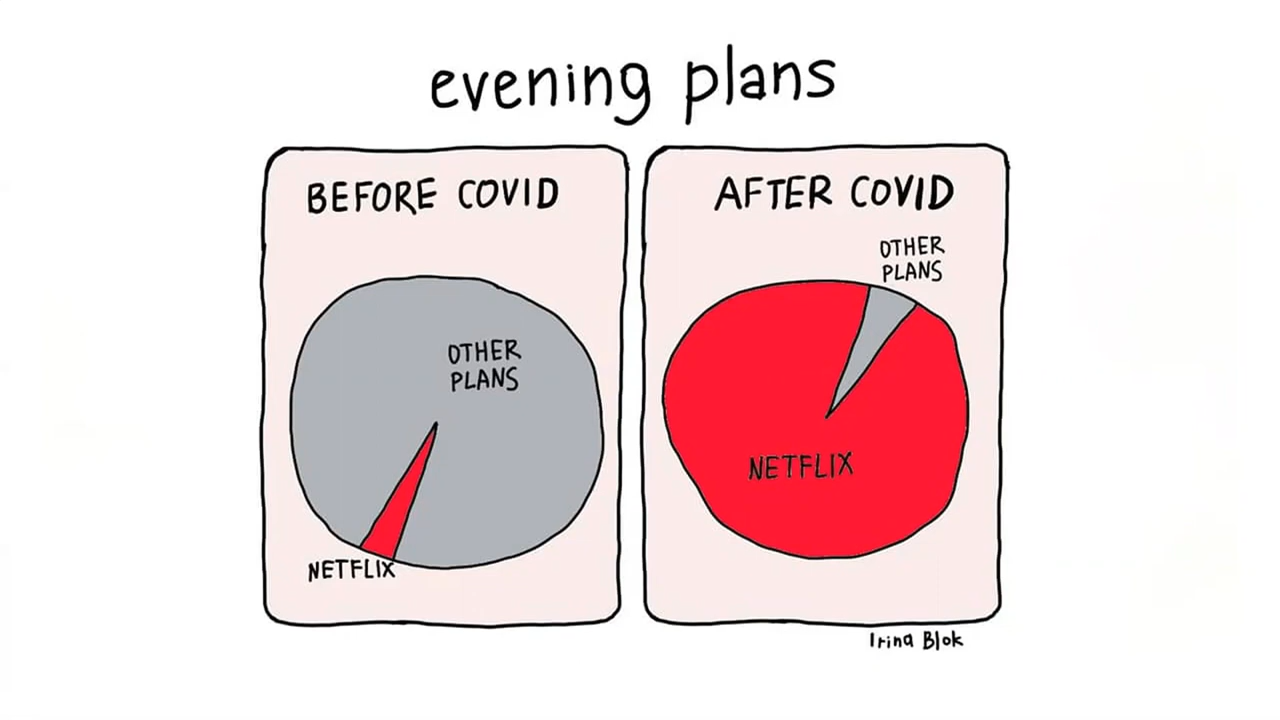 evening plans
BEFORE COVID
OTHER
PLANS
NETFLIX
AFTER COVID
OTHER
PLANS
NETFLIX
Irina Blok